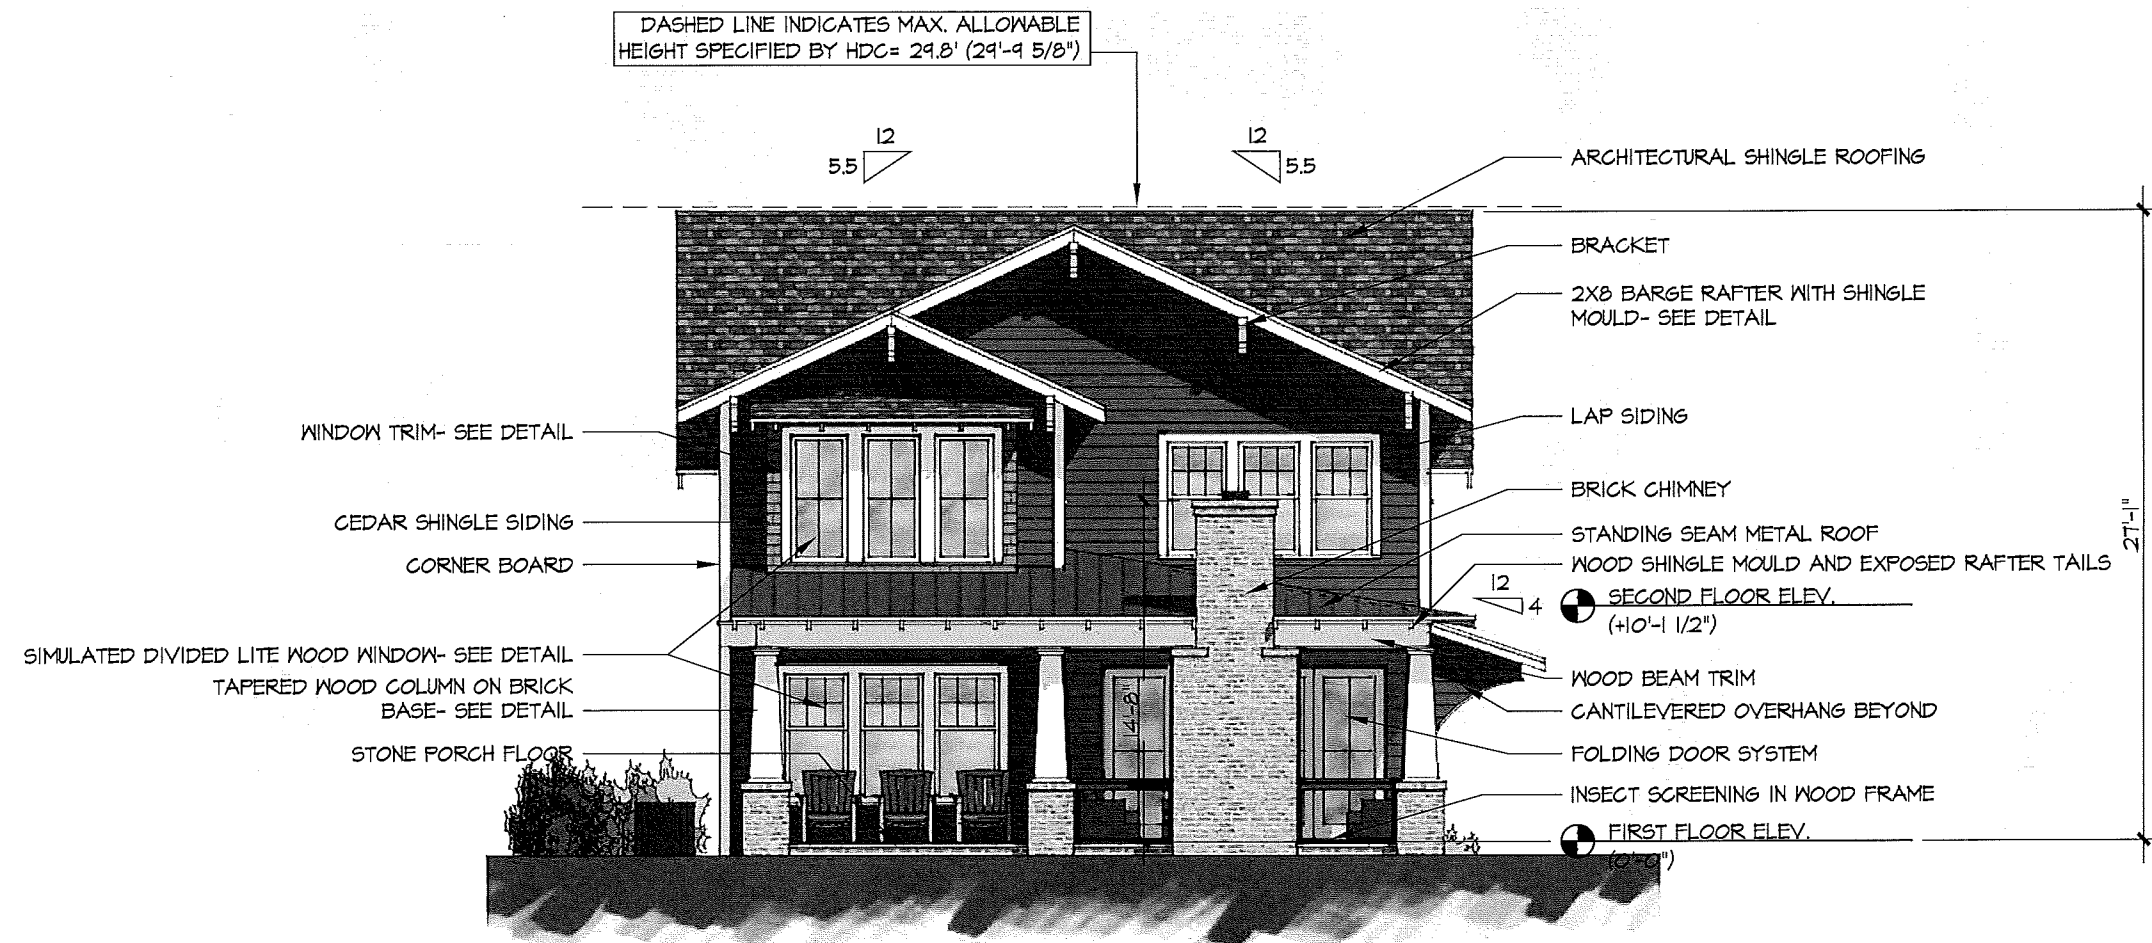 DASHED LINE INDICATES MAX. ALLOWABLE
HEIGHT SPECIFIED BY HDC= 29.8' (29'-9 5/8")
12
5.5
12
5.5
ARCHITECTURAL SHINGLE ROOFING
BRACKET
2X8 BARGE RAFTER WITH SHINGLE
MOULD- SEE DETAIL
LAP SIDING
BRICK CHIMNEY
STANDING SEAM METAL ROOF
WOOD SHINGLE MOULD AND EXPOSED RAFTER TAILS
12
4
SECOND FLOOR ELEV.
(+10'-1 1/2")
WOOD BEAM TRIM
CANTILEVERED OVERHANG BEYOND
FOLDING DOOR SYSTEM
INSECT SCREENING IN WOOD FRAME
FIRST FLOOR ELEV.
(0'-0")
27'-1"
14'-8"
WINDOW TRIM- SEE DETAIL
CEDAR SHINGLE SIDING
CORNER BOARD
SIMULATED DIVIDED LITE WOOD WINDOW- SEE DETAIL
TAPERED WOOD COLUMN ON BRICK
BASE- SEE DETAIL
STONE PORCH FLOOR